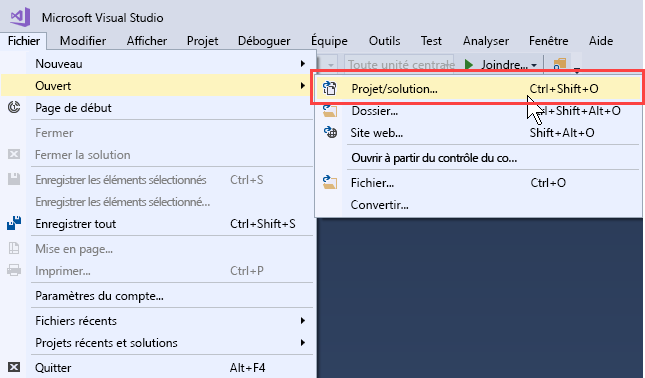 Microsoft Visual Studio
Fichier Modifier Afficher Projet Déboguer Équipe Outils Test Analyser Fenêtre Aide
Toute unité centrale Joindre...
Nouveau
Ouvert
Page de début
Fermer
Fermer la solution
Enregistrer les éléments sélectionnés Ctrl+S
Enregistrer les éléments sélectionné...
Enregistrer tout Ctrl+Shift+S
Mise en page...
Imprimer... Ctrl+P
Paramètres du compte...
Fichiers récents
Projets récents et solutions
Quitter Alt+F4
Projet/solution... Ctrl+Shift+O
Dossier... Ctrl+Shift+Alt+O
Site web... Shift+Alt+O
Ouvrir à partir du contrôle du co...
Fichier... Ctrl+O
Convertir...